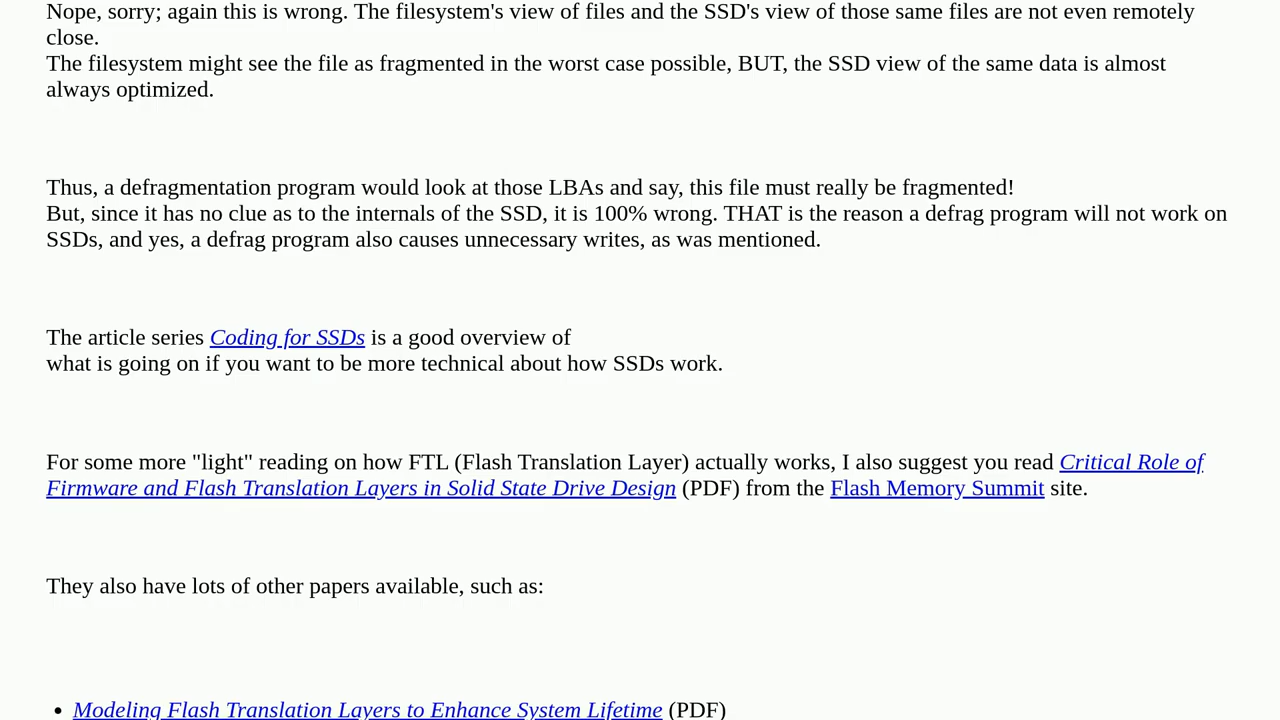 Nope, sorry; again this is wrong. The filesystem's view of files and the SSD's view of those same files are not even remotely
close.
The filesystem might see the file as fragmented in the worst case possible, BUT, the SSD view of the same data is almost
always optimized.
Thus, a defragmentation program would look at those LBAs and say, this file must really be fragmented!
But, since it has no clue as to the internals of the SSD, it is 100% wrong. THAT is the reason a defrag program will not work on
SSDs, and yes, a defrag program also causes unnecessary writes, as was mentioned.
The article series Coding for SSDs is a good overview of
what is going on if you want to be more technical about how SSDs work.
For some more "light" reading on how FTL (Flash Translation Layer) actually works, I also suggest you read Critical Role of
Firmware and Flash Translation Layers in Solid State Drive Design (PDF) from the Flash Memory Summit site.
They also have lots of other papers available, such as:
• Modeling Flash Translation Layers to Enhance System Lifetime (PDF)